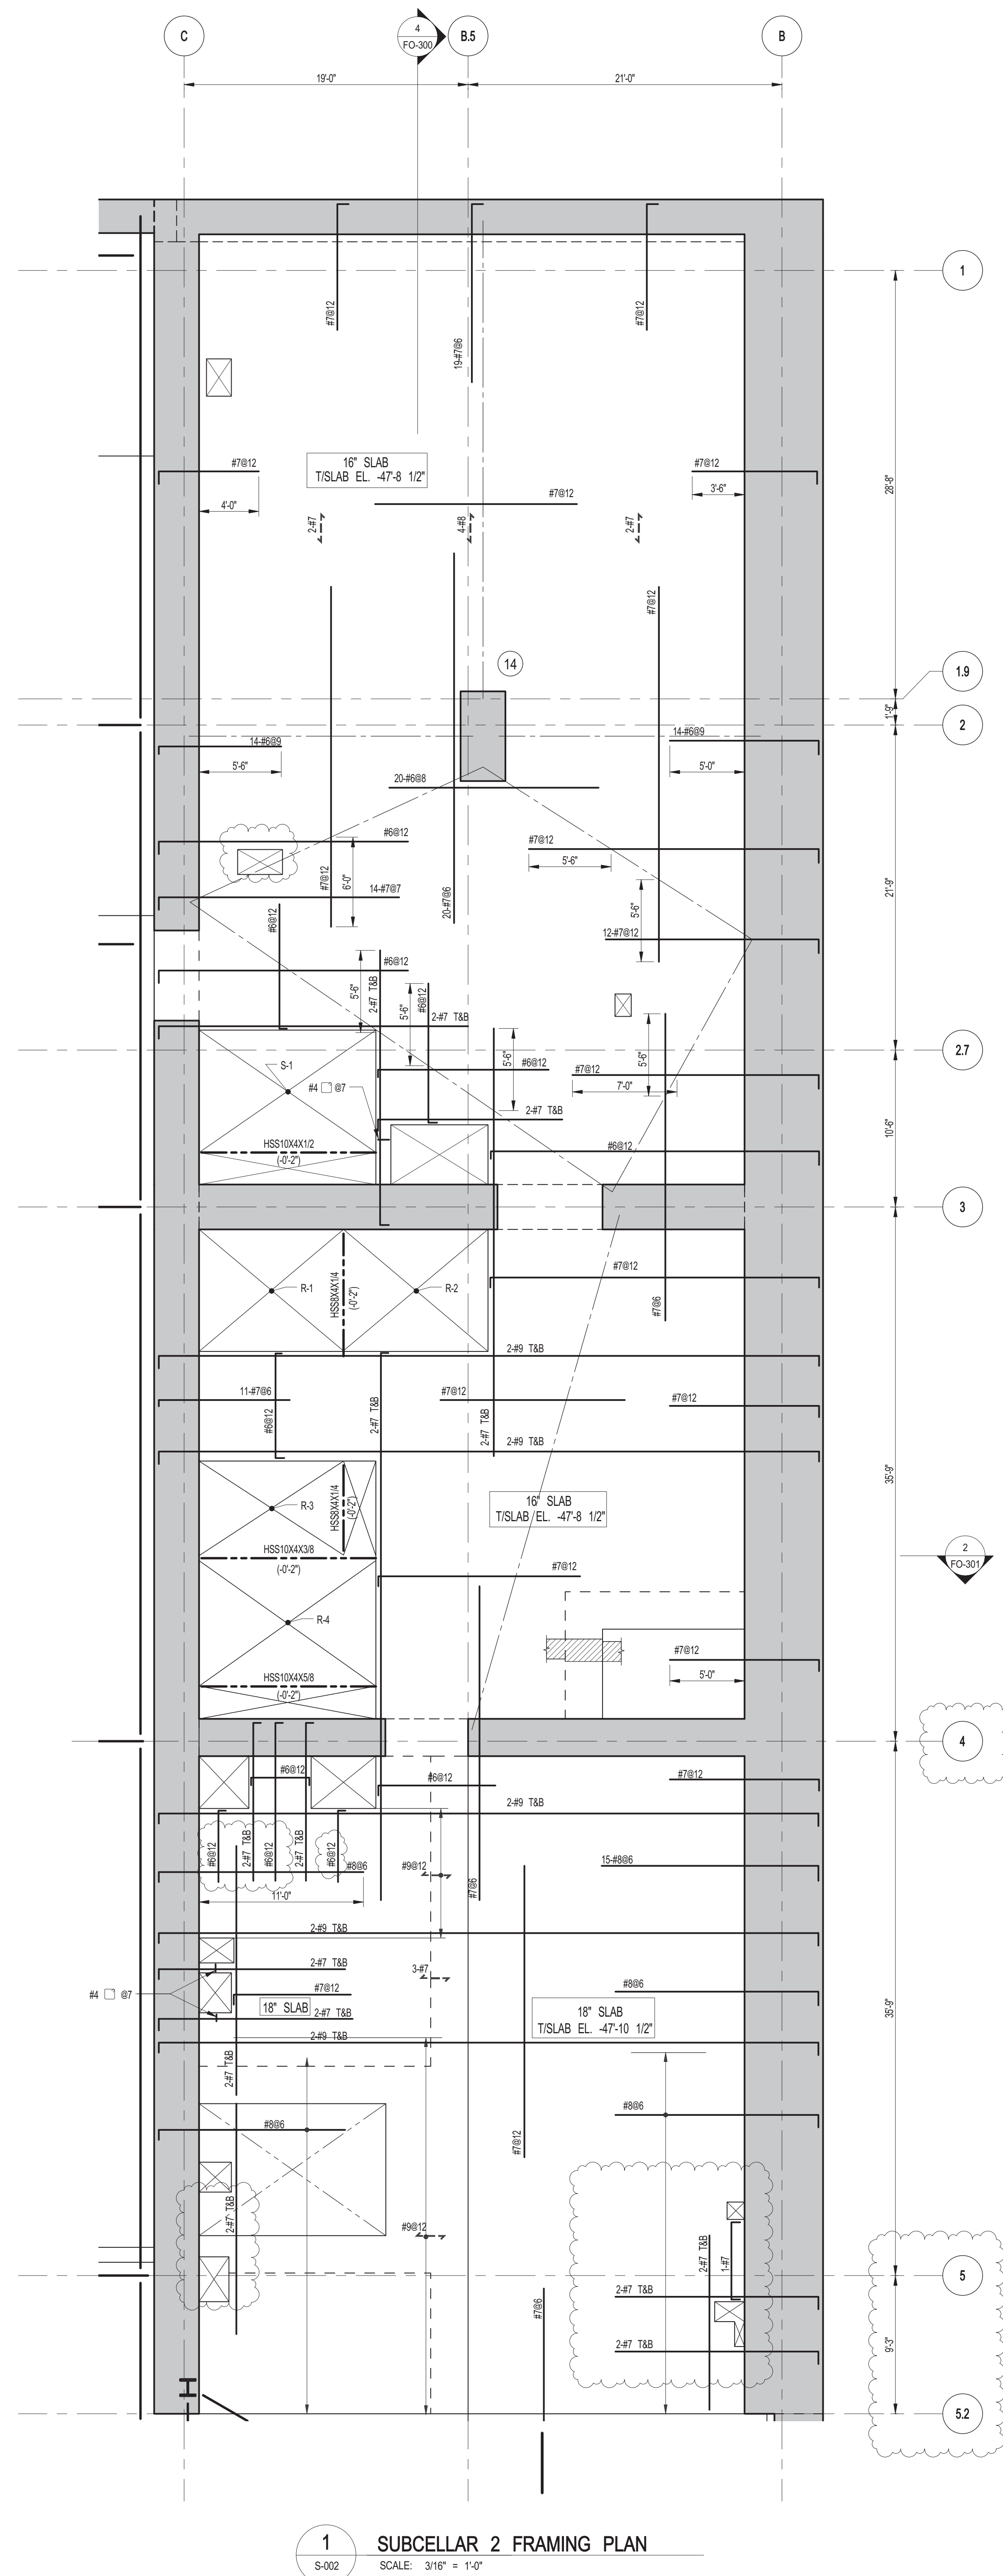 C
4
FO-300
B.5
B
19'-0"
21'-0"
1
#7@12
19-#7@6
#7@12
16" SLAB
T/SLAB EL. -47'-8 1/2"
#7@12
#7@12
4'-0"
3'-6"
28'-8"
#7@12
2-#7
4-#8
2-#7
#7@12
14
1.9
1'-9"
2
14-#6@9
5'-6"
14-#6@9
5'-0"
20-#6@8
#6@12
#7@12
5'-6"
#7@12
6'-0"
14-#7@7
20-#7@6
5'-6"
21'-9"
#6@12
12-#7@12
#6@12
5'-6"
2-#7 T&B
5'-6"
#6@12
2-#7 T&B
5'-6"
5'-6"
2.7
S-1
#6@12
#7@12
7'-0"
#4 @7
2-#7 T&B
10'-6"
HSS10X4X1/2
(-0'-2")
#6@12
3
#7@12
R-1
HSS8X4X1/4
(-0'-2")
R-2
#7@6
2-#9 T&B
11-#7@6
#7@12
#7@12
#6@12
2-#7 T&B
2-#7 T&B
2-#9 T&B
35'-9"
R-3
HSS8X4X1/4
(-0'-2")
16" SLAB
T/SLAB EL. -47'-8 1/2"
HSS10X4X3/8
(-0'-2")
#7@12
2
FO-301
R-4
#7@12
5'-0"
HSS10X4X5/8
(-0'-2")
4
#6@12
#6@12
#7@12
2-#9 T&B
#6@12
2-#7 T&B
#6@12
2-#7 T&B
#6@12
#8@6
#9@12
15-#8@6
11'-0"
#7@6
2-#9 T&B
2-#7 T&B
3-#7
#4 @7
#7@12
#8@6
18" SLAB
18" SLAB
T/SLAB EL. -47'-10 1/2"
35'-9"
2-#7 T&B
2-#9 T&B
2-#7 T&B
#8@6
#8@6
#7@12
2-#7 T&B
#9@12
2-#7 T&B
1-#7
5
2-#7 T&B
#7@6
2-#7 T&B
9'-3"
5.2
1
S-002
SUBCELLAR 2 FRAMING PLAN
SCALE: 3/16" = 1'-0"